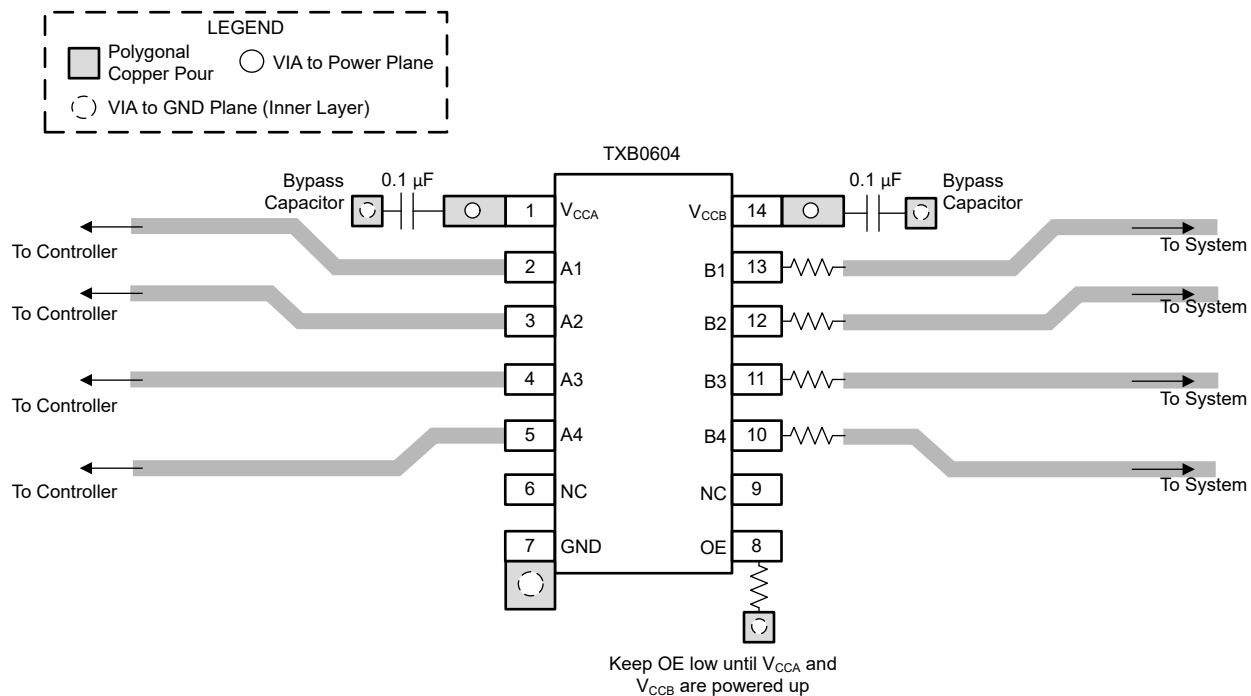 LEGEND
Polygonal
Copper Pour
VIA to Power Plane
VIA to GND Plane (Inner Layer)
TXB0604
Bypass
Capacitor
0.1 µF
0.1 µF
Bypass
Capacitor
1
VCCA
VCCB
14
To Controller
2
A1
B1
13
To System
To Controller
3
A2
B2
12
To System
To Controller
4
A3
B3
11
To System
To Controller
5
A4
B4
10
To System
6
NC
NC
9
7
GND
OE
8
Keep OE low until VCCA and
VCCB are powered up